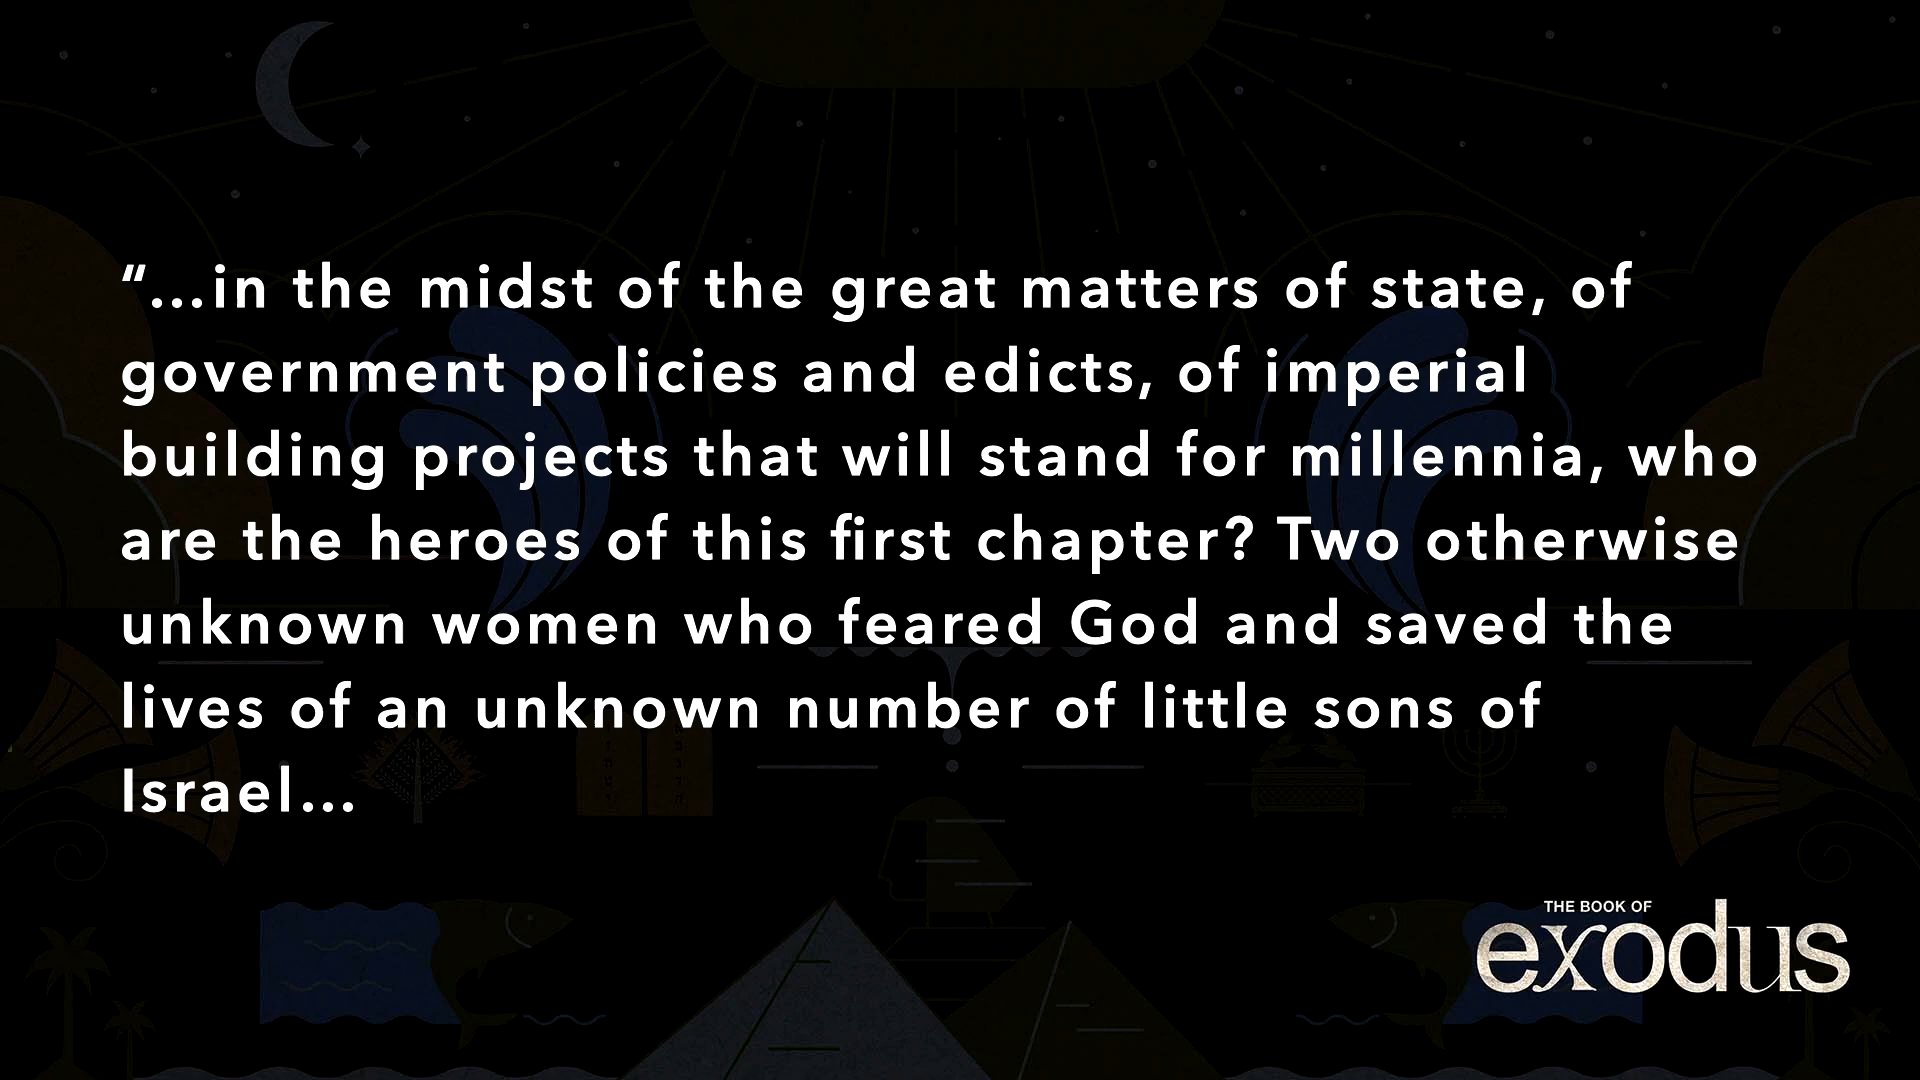 “...in the midst of the great matters of state, of
government policies and edicts, of imperial
building projects that will stand for millennia, who
are the heroes of this first chapter? Two otherwise
unknown women who feared God and saved the
lives of an unknown number of little sons of
Israel...
THE BOOK OF
exodus